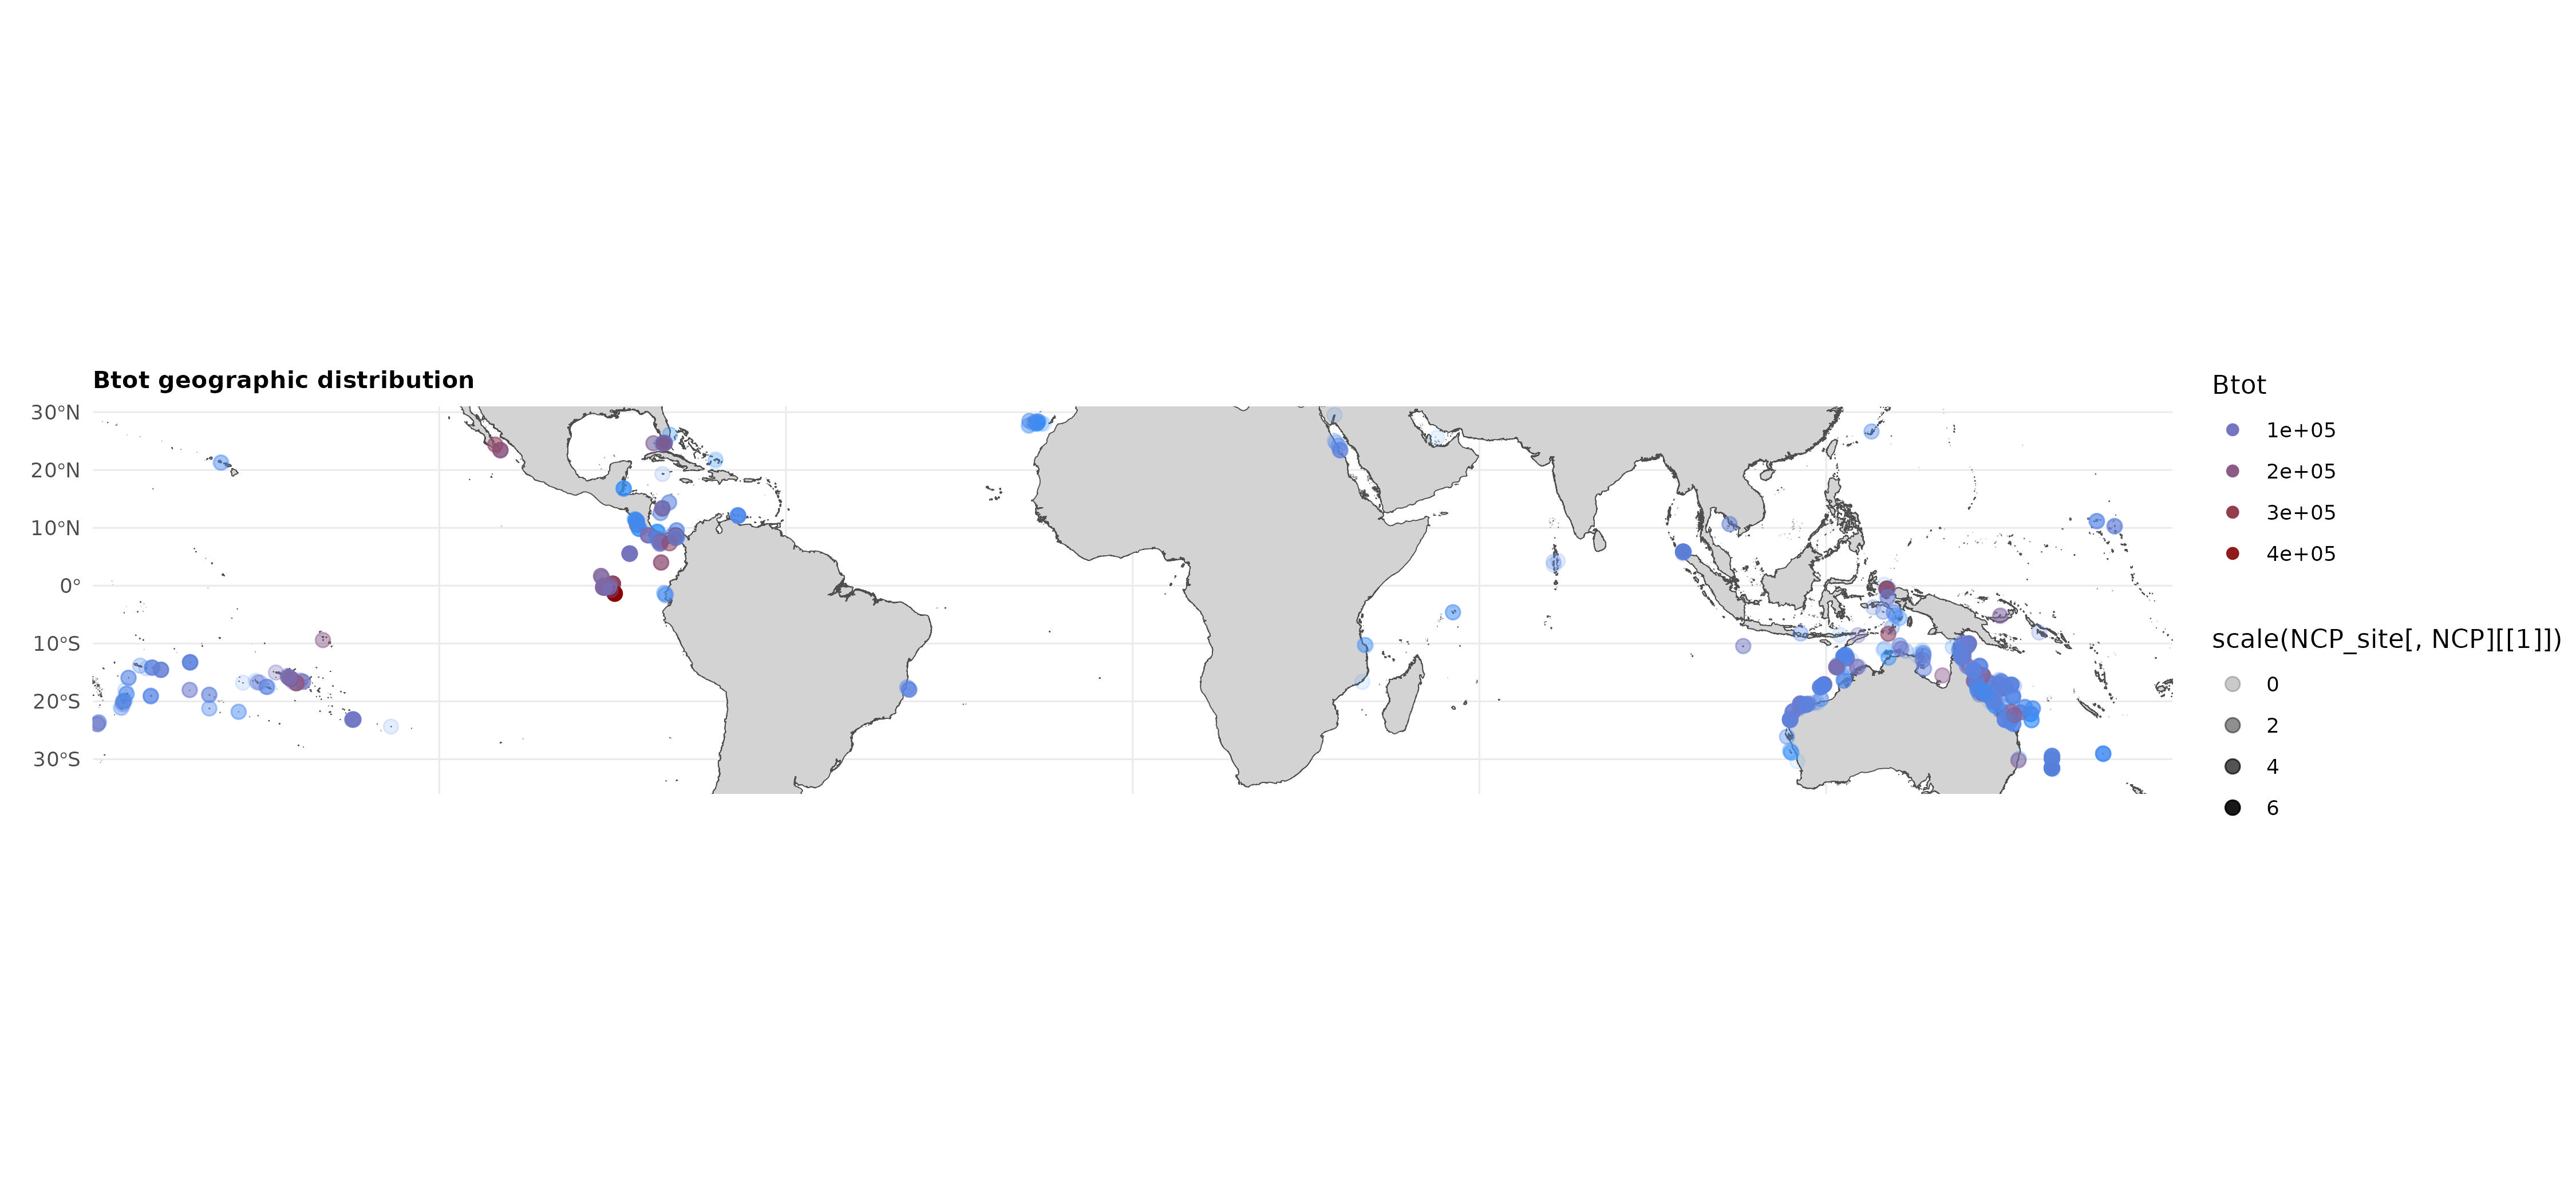 Btot geographic distribution
30°N
20°N
10°N
0°
10°S
20°S
30°S
Btot
1e+05
2e+05
3e+05
4e+05
scale(NCP_site[, NCP][[1]])
0
2
4
6